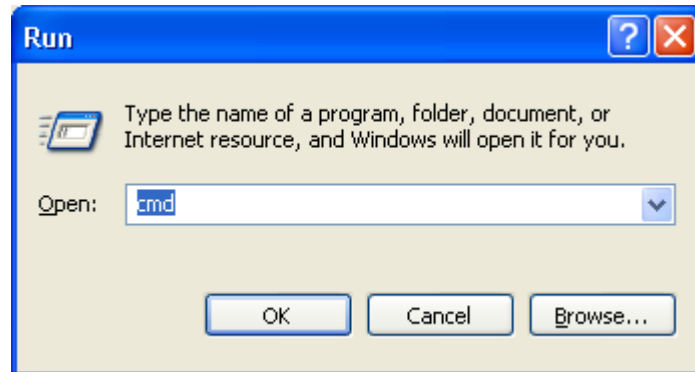 Run
Type the name of a program, folder, document, or
Internet resource, and Windows will open it for you.
Open: cmd
OK Cancel Browse...